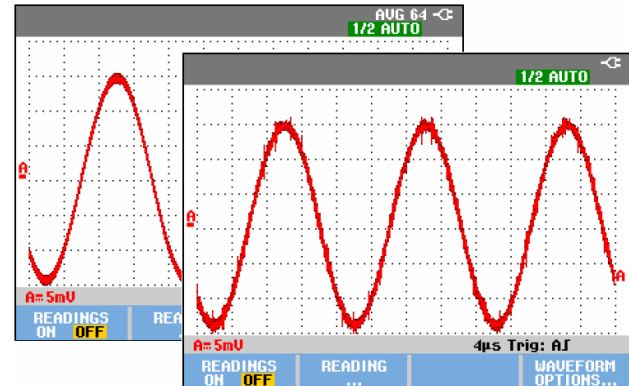 AVG 64
1/2 AUTO
A
A≂5mV
READINGS
ON OFF
REA
1/2 AUTO
A
A
A≂5mV
4µs Trig: A∫
READINGS
ON OFF
READING
...
WAVEFORM
OPTIONS...